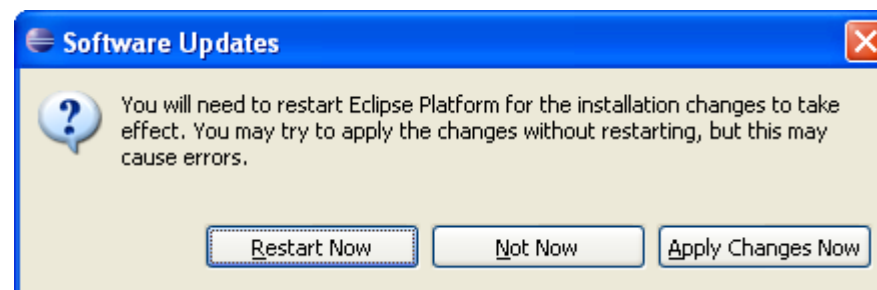 Software Updates
You will need to restart Eclipse Platform for the installation changes to take
effect. You may try to apply the changes without restarting, but this may
cause errors.
Restart Now Not Now Apply Changes Now